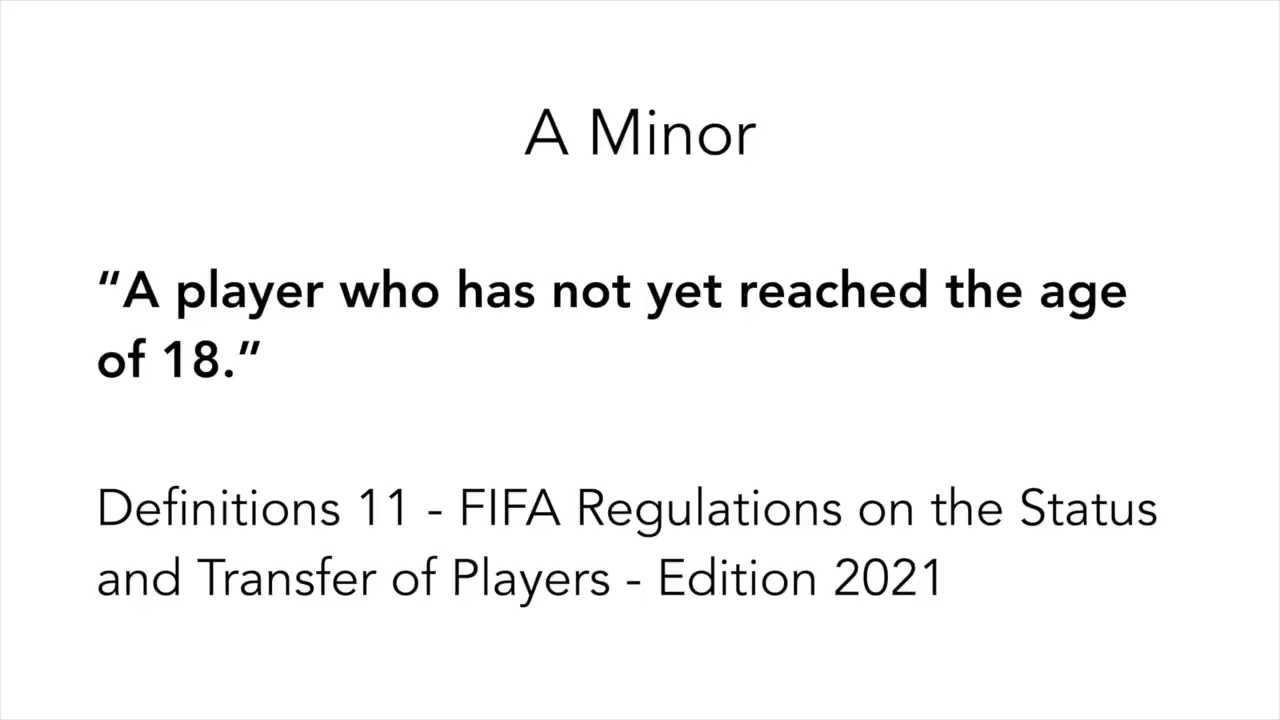 A Minor
“A player who has not yet reached the age
of 18.”
Definitions 11 - FIFA Regulations on the Status
and Transfer of Players - Edition 2021